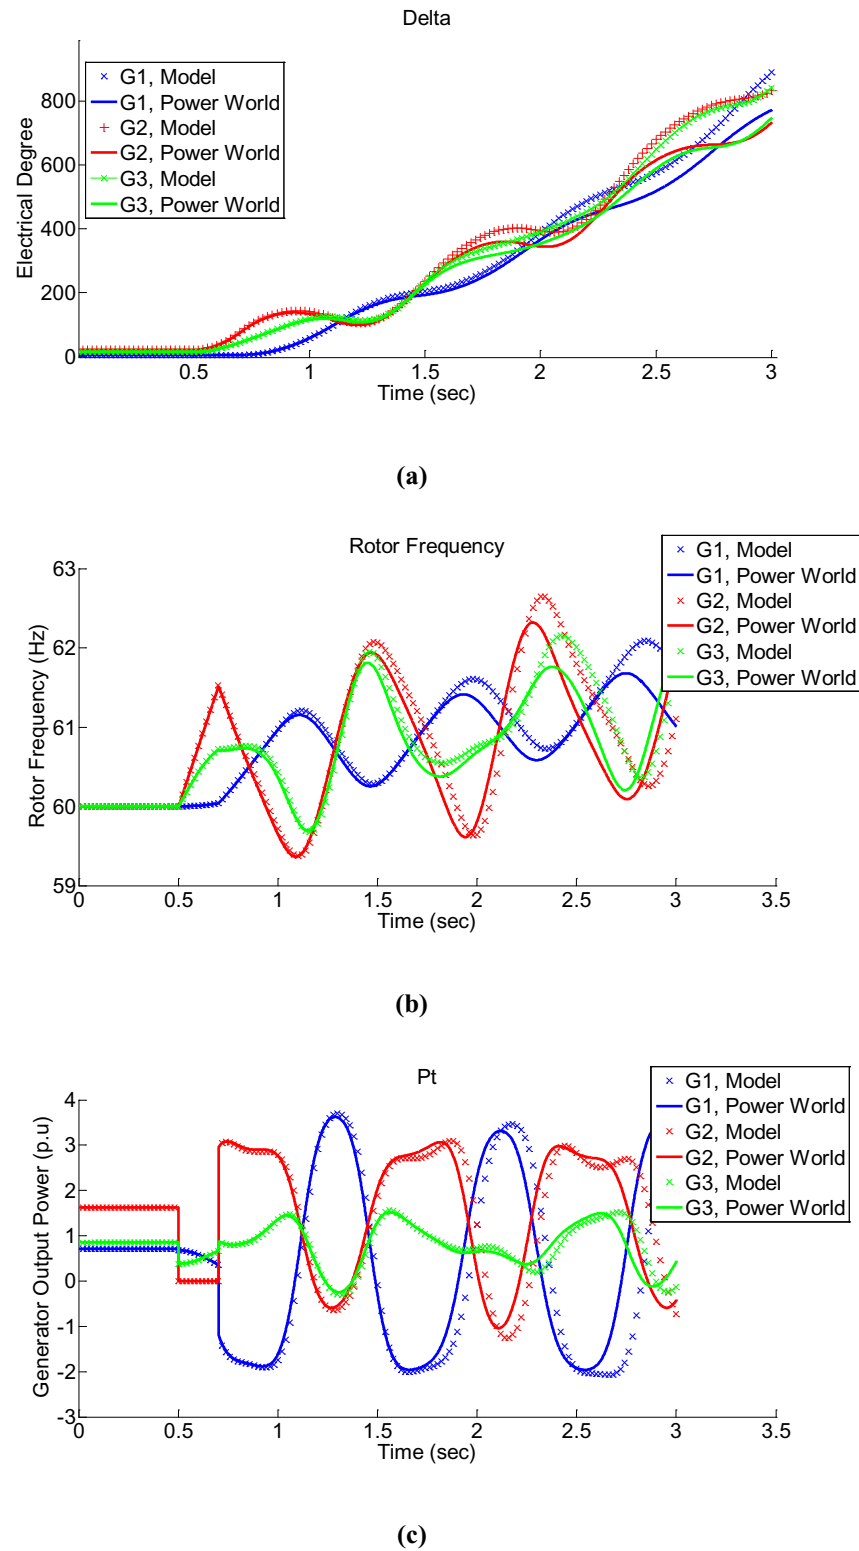 Delta
G1, Model
G1, Power World
G2, Model
G2, Power World
G3, Model
G3, Power World
Electrical Degree
800
600
400
200
0
0.5
1
1.5
2
2.5
3
Time (sec)
(a)
Rotor Frequency
G1, Model
G1, Power World
G2, Model
G2, Power World
G3, Model
G3, Power World
Rotor Frequency (Hz)
63
62
61
60
59
0
0.5
1
1.5
2
2.5
3
3.5
Time (sec)
(b)
Pt
G1, Model
G1, Power World
G2, Model
G2, Power World
G3, Model
G3, Power World
Generator Output Power (p.u)
4
3
2
1
0
-1
-2
-3
0
0.5
1
1.5
2
2.5
3
3.5
Time (sec)
(c)